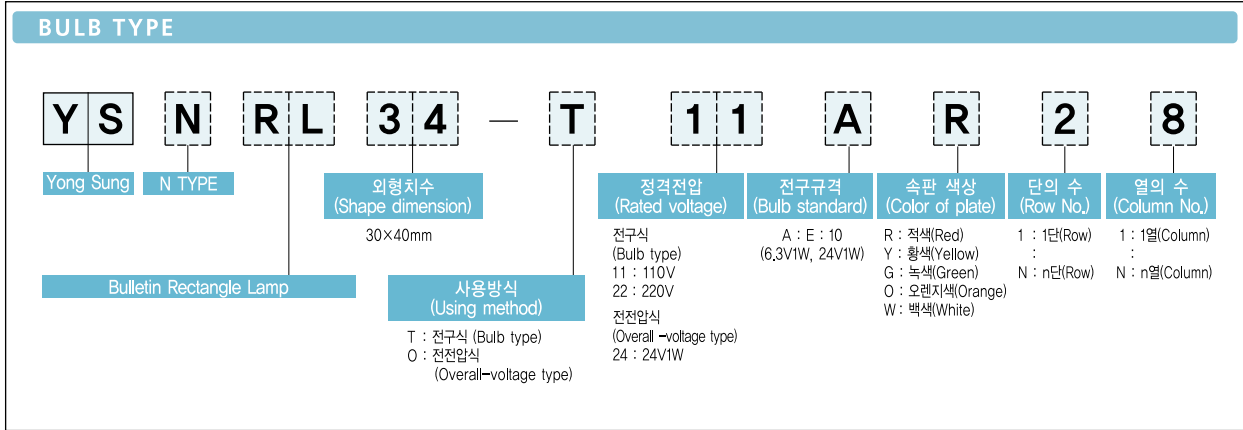 BULB TYPE
YS N RL 34 — T 11 A R 2 8
Yong Sung
N TYPE
외형치수
(Shape dimension)
30×40mm
Bulletin Rectangle Lamp
사용방식
(Using method)
T : 전구식 (Bulb type)
O : 전전압식
(Overall-voltage type)
정격전압
(Rated voltage)
전구식
(Bulb type)
11 : 110V
22 : 220V
전전압식
(Overall -voltage type)
24 : 24V1W
전구규격
(Bulb standard)
A : E : 10
(6.3V1W, 24V1W)
속판 색상
(Color of plate)
R : 적색(Red)
Y : 황색(Yellow)
G : 녹색(Green)
O : 오렌지색(Orange)
W : 백색(White)
단의 수
(Row No.)
1 : 1단(Row)
:
N : n단(Row)
열의 수
(Column No.)
1 : 1열(Column)
:
N : n열(Column)